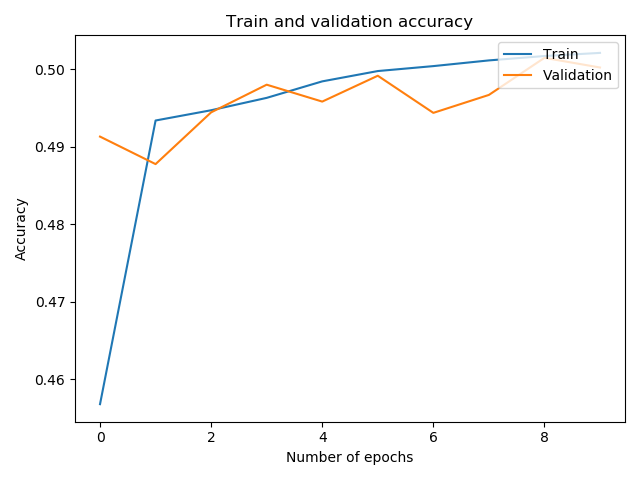 Train and validation accuracy
Train
Validation
0.50
0.49
0.48
0.47
0.46
Accuracy
0
2
4
6
8
Number of epochs